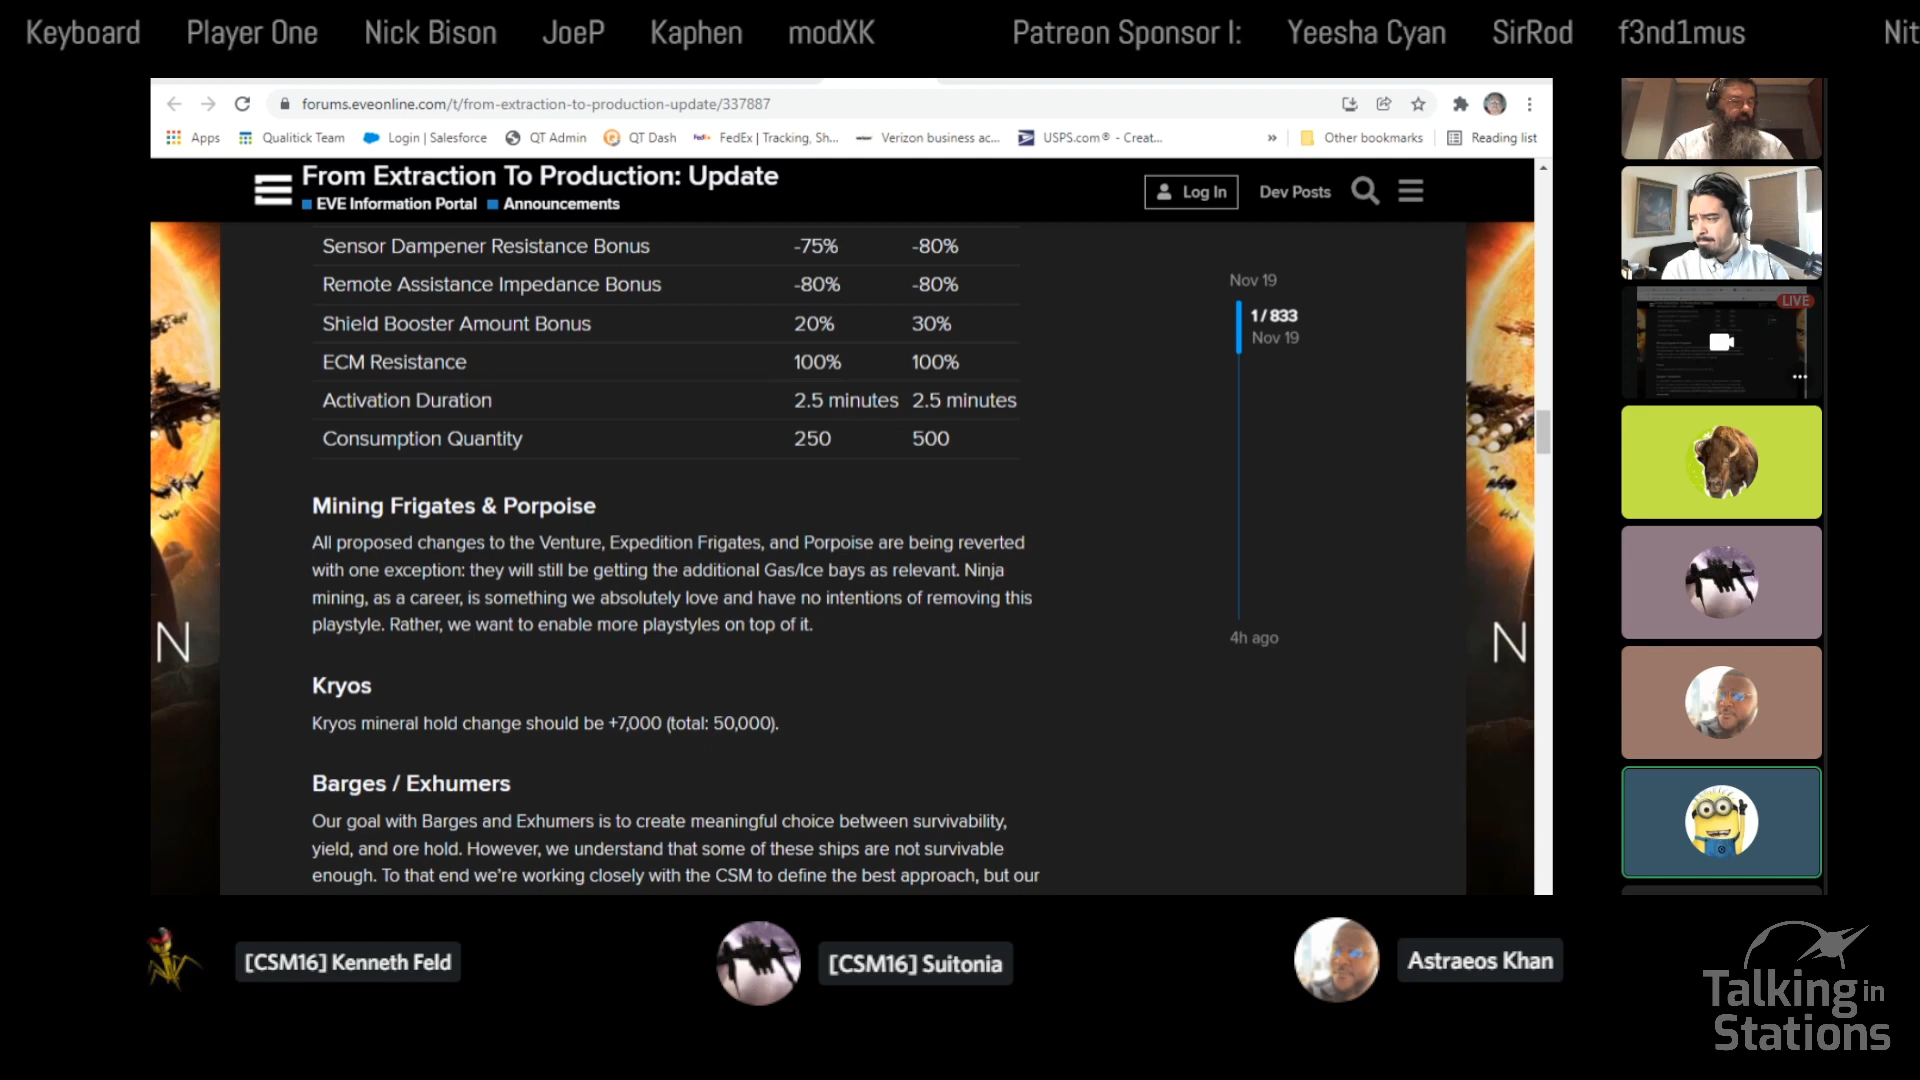 Keyboard Player One Nick Bison JoeP Kaphen modXK Patreon Sponsor I: Yeesha Cyan SirRod f3nd1mus Nit
forums.eveonline.com/t/from-extraction-to-production-update/337887
Apps Qualitick Team Login | Salesforce QT Admin QT Dash FedEx | Tracking, Sh... Verizon business ac... USPS.com® - Creat... » Other bookmarks Reading list
From Extraction To Production: Update
EVE Information Portal Announcements
Log In Dev Posts
Sensor Dampener Resistance Bonus -75% -80%
Remote Assistance Impedance Bonus -80% -80%
Shield Booster Amount Bonus 20% 30%
ECM Resistance 100% 100%
Activation Duration 2.5 minutes 2.5 minutes
Consumption Quantity 250 500
Nov 19
1 / 833
Nov 19
4h ago
Mining Frigates & Porpoise
All proposed changes to the Venture, Expedition Frigates, and Porpoise are being reverted
with one exception: they will still be getting the additional Gas/Ice bays as relevant. Ninja
mining, as a career, is something we absolutely love and have no intentions of removing this
playstyle. Rather, we want to enable more playstyles on top of it.
Kryos
Kryos mineral hold change should be +7,000 (total: 50,000).
Barges / Exhumers
Our goal with Barges and Exhumers is to create meaningful choice between survivability,
yield, and ore hold. However, we understand that some of these ships are not survivable
enough. To that end we're working closely with the CSM to define the best approach, but our
N
N
LIVE
[CSM16] Kenneth Feld
[CSM16] Suitonia
Astraeos Khan
Talking in
Stations